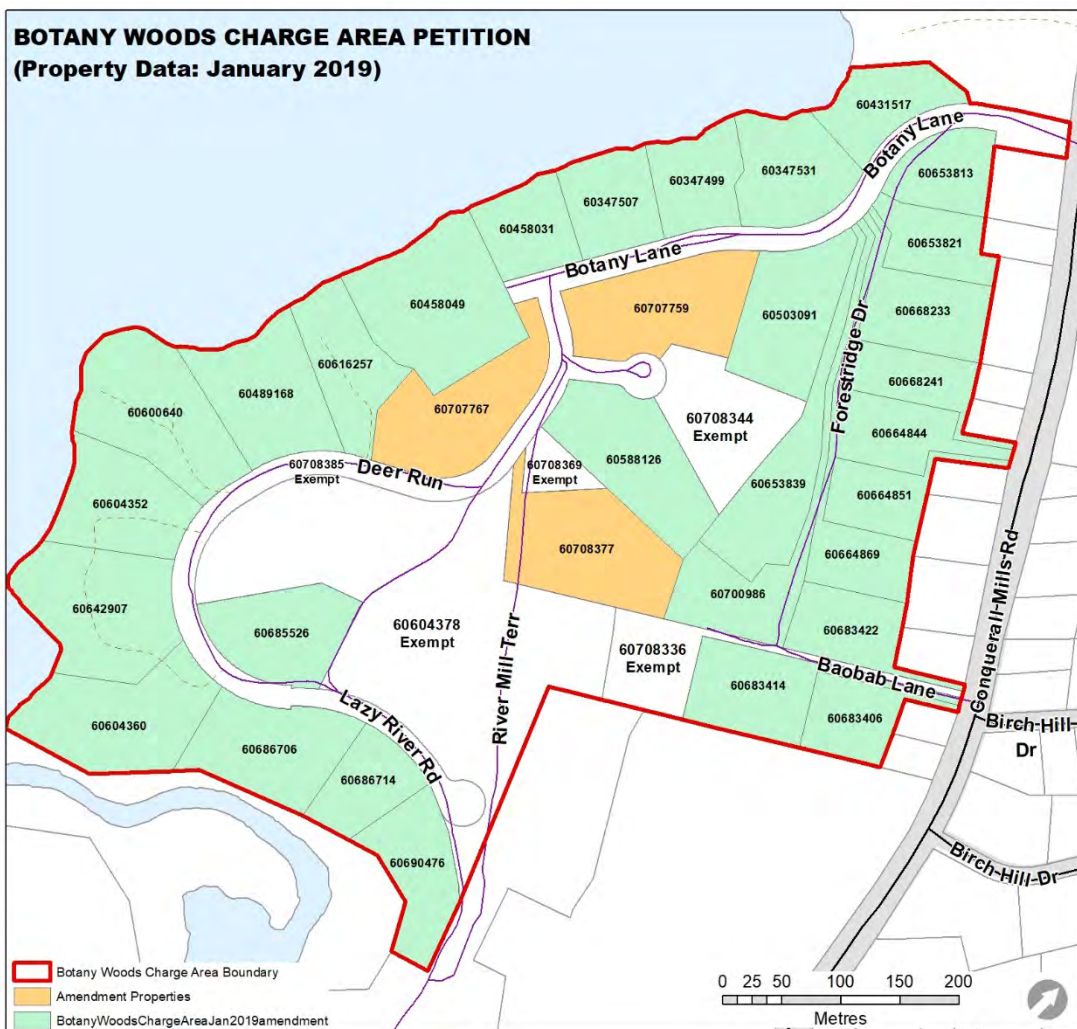 BOTANY WOODS CHARGE AREA PETITION
(Property Data: January 2019)
60431517
Botany Lane
60347531
60653813
60347499
60347507
60458031
60653821
Botany Lane
60458049
60707759
60503091
60668233
60616257
60489168
60707767
60668241
Forestridge Dr
60600640
60708344
Exempt
60664844
60708385
Exempt
Deer Run
60708369
Exempt
60588126
60653839
60664851
60604352
60708377
60664869
60700986
60642907
60685526
60604378
Exempt
60683422
60708336
Exempt
River Mill Terr
Baobab Lane
60683414
60683406
Conquerall Mills Rd
Birch Hill
Dr
60604360
60686706
Lazy River Rd
60686714
60690476
Birch Hill Dr
Botany Woods Charge Area Boundary
Amendment Properties
BotanyWoodsChargeAreaJan2019amendment
0 25 50 100 150 200
Metres